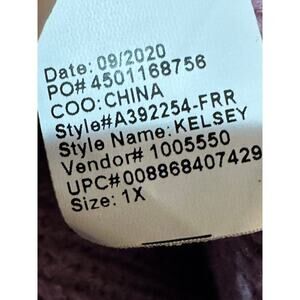 Date: 09/2020
PO# 4501168756
COO: CHINA
Style#A392254-FRR
Style Name: KELSEY
Vendor# 1005550
UPC#008868407429
Size: 1X